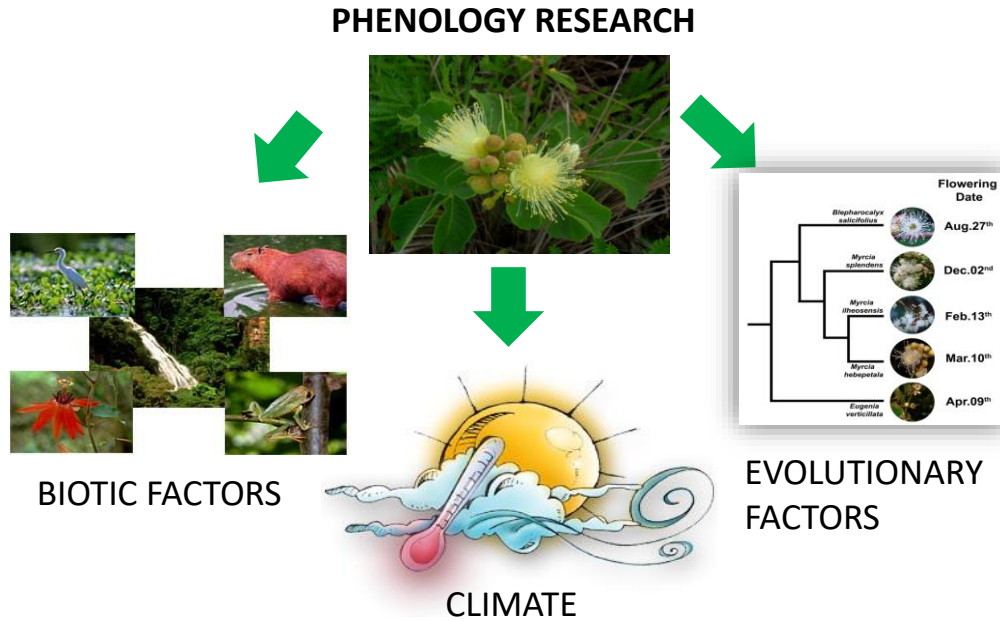 PHENOLOGY RESEARCH
Flowering
Date
Blepharocalyx
salicifolius
Aug.27th
Myrcia
splendens
Dec.02nd
Myrcia
ilheosensis
Feb.13th
Mar.10th
Myrcia
hebepetala
Apr.09th
Eugenia
verticillata
BIOTIC FACTORS
EVOLUTIONARY
FACTORS
CLIMATE